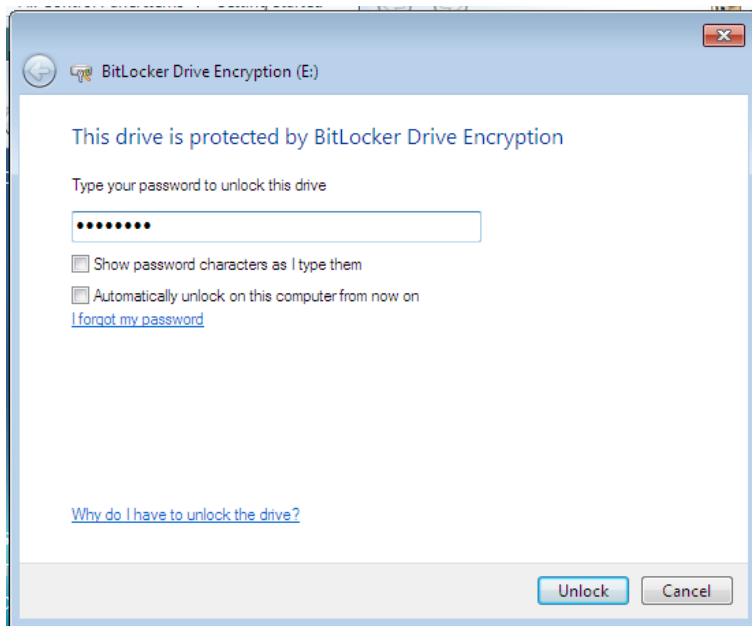 BitLocker Drive Encryption (E:)
This drive is protected by BitLocker Drive Encryption
Type your password to unlock this drive
••••••••
Show password characters as I type them
Automatically unlock on this computer from now on
I forgot my password
Why do I have to unlock the drive?
Unlock Cancel